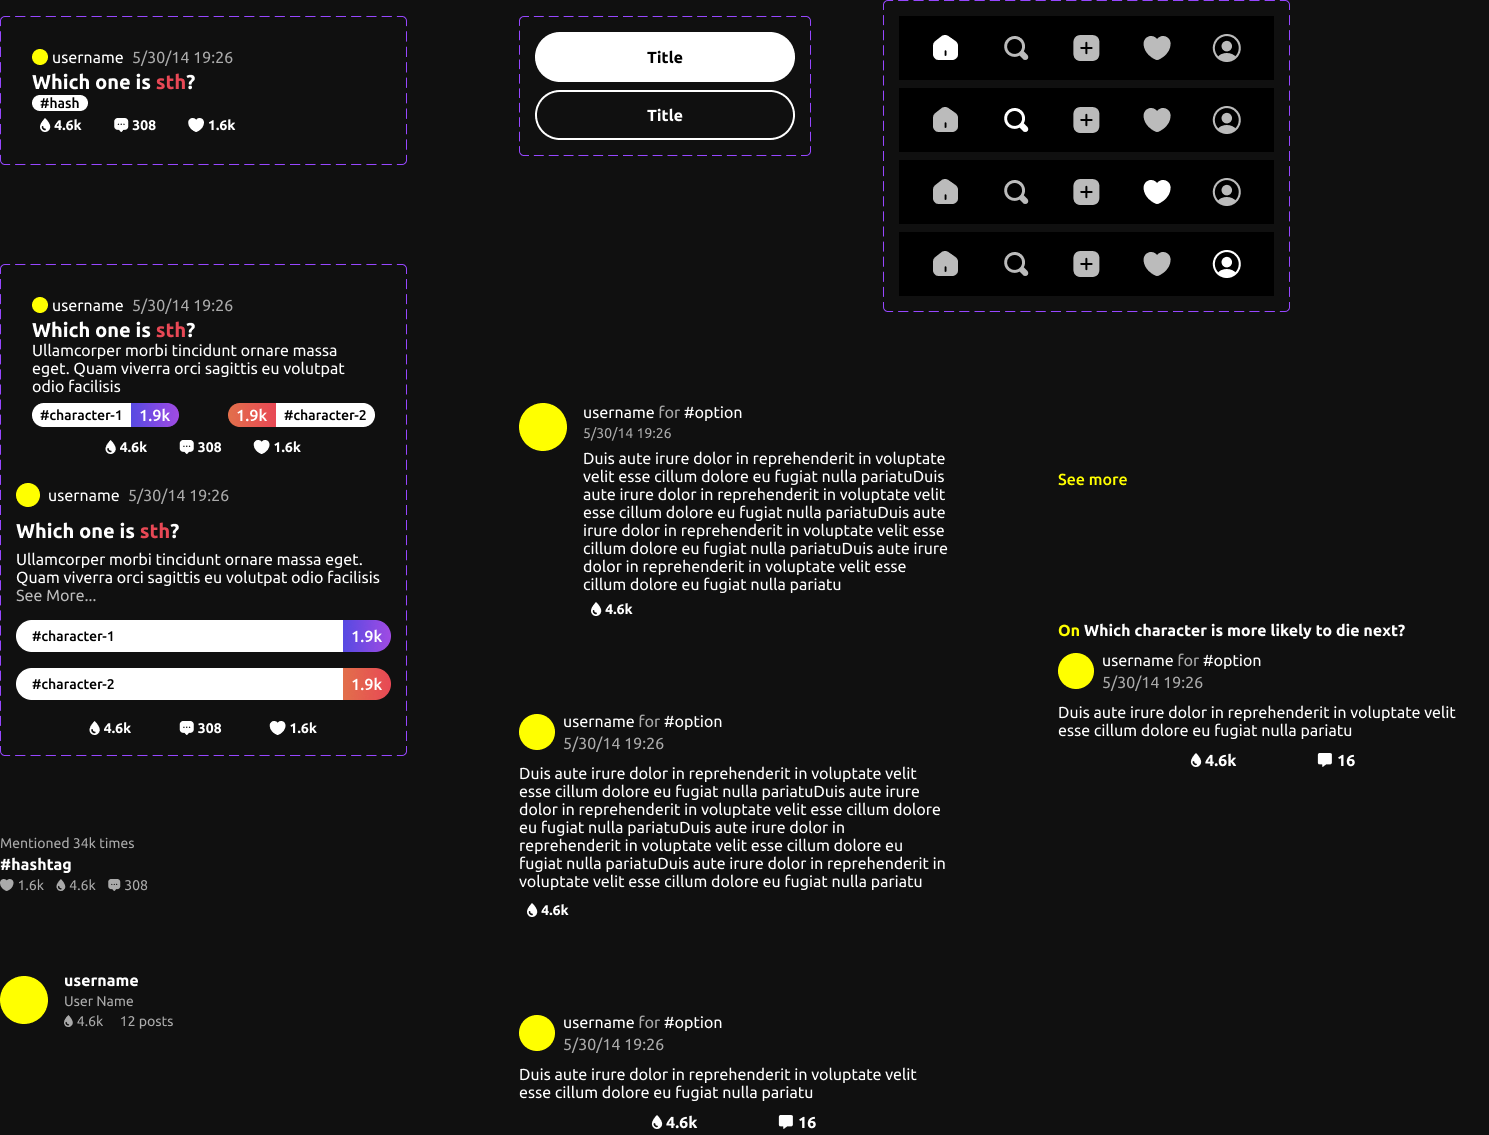 username 5/30/14 19:26
Which one is sth?
#hash
4.6k 308 1.6k
username 5/30/14 19:26
Which one is sth?
Ullamcorper morbi tincidunt ornare massa
eget. Quam viverra orci sagittis eu volutpat
odio facilisis
#character-1 1.9k 1.9k #character-2
4.6k 308 1.6k
username 5/30/14 19:26
Which one is sth?
Ullamcorper morbi tincidunt ornare massa eget.
Quam viverra orci sagittis eu volutpat odio facilisis
See More...
#character-1 1.9k
#character-2 1.9k
4.6k 308 1.6k
Mentioned 34k times
#hashtag
1.6k 4.6k 308
username
User Name
4.6k 12 posts
Title
Title
username for #option
5/30/14 19:26
Duis aute irure dolor in reprehenderit in voluptate
velit esse cillum dolore eu fugiat nulla pariatuDuis
aute irure dolor in reprehenderit in voluptate velit
esse cillum dolore eu fugiat nulla pariatuDuis aute
irure dolor in reprehenderit in voluptate velit esse
cillum dolore eu fugiat nulla pariatuDuis aute irure
dolor in reprehenderit in voluptate velit esse
cillum dolore eu fugiat nulla pariatu
4.6k
username for #option
5/30/14 19:26
Duis aute irure dolor in reprehenderit in voluptate velit
esse cillum dolore eu fugiat nulla pariatuDuis aute irure
dolor in reprehenderit in voluptate velit esse cillum dolore
eu fugiat nulla pariatuDuis aute irure dolor in
reprehenderit in voluptate velit esse cillum dolore eu
fugiat nulla pariatuDuis aute irure dolor in reprehenderit in
voluptate velit esse cillum dolore eu fugiat nulla pariatu
4.6k
username for #option
5/30/14 19:26
Duis aute irure dolor in reprehenderit in voluptate velit
esse cillum dolore eu fugiat nulla pariatu
4.6k 16
See more
On Which character is more likely to die next?
username for #option
5/30/14 19:26
Duis aute irure dolor in reprehenderit in voluptate velit
esse cillum dolore eu fugiat nulla pariatu
4.6k 16